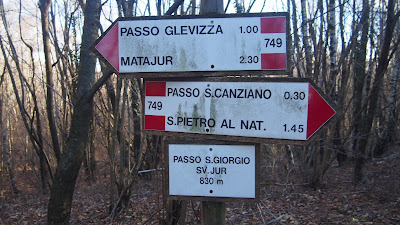 PASSO GLEVIZZA 1.00
MATAJUR 2.30
749
PASSO S.CANZIANO 0.30
749
S.PIETRO AL NAT. 1.45
PASSO S.GIORGIO
SV. JUR
830 m